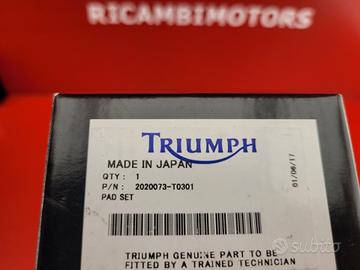 RICAMBIMOTORS
TRIUMPH
MADE IN JAPAN
QTY : 1
P/N : 2020073-T0301
PAD SET
01/06/17
TRIUMPH GENUINE PART TO BE
FITTED BY A TRAINED TECHNICIAN
subito